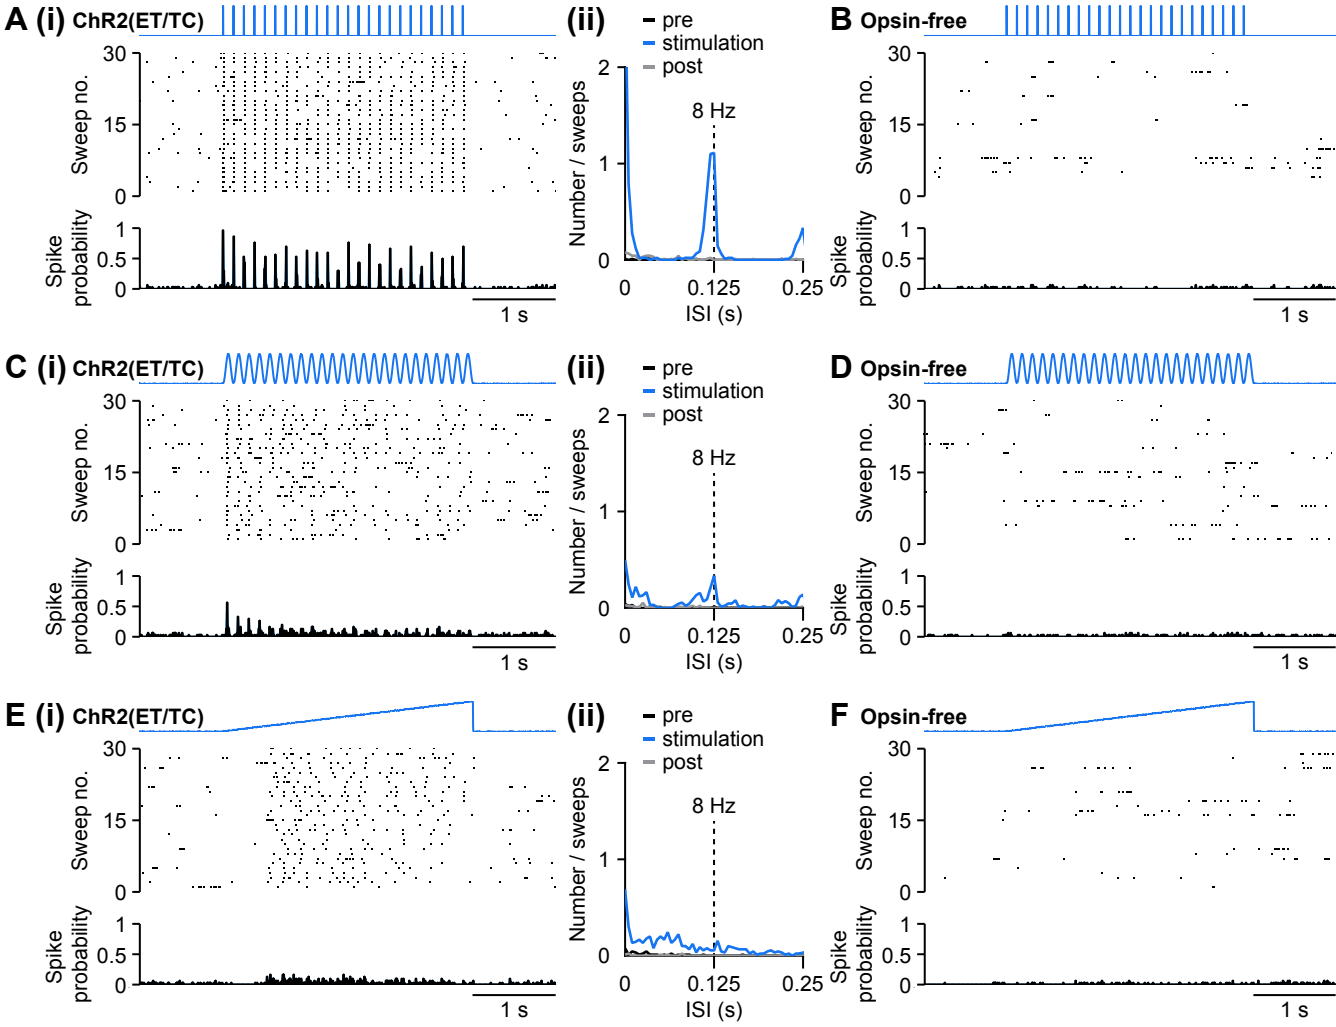 A (i) ChR2(ET/TC)
30
15
0
Sweep no.
1
0.5
0
Spike probability
1 s
(ii)
pre
stimulation
post
8 Hz
2
1
0
Number / sweeps
0
0.125
0.25
ISI (s)
B Opsin-free
30
15
0
Sweep no.
1
0.5
0
Spike probability
1 s
C (i) ChR2(ET/TC)
30
15
0
Sweep no.
1
0.5
0
Spike probability
1 s
(ii)
pre
stimulation
post
8 Hz
2
1
0
Number / sweeps
0
0.125
0.25
ISI (s)
D Opsin-free
30
15
0
Sweep no.
1
0.5
0
Spike probability
1 s
E (i) ChR2(ET/TC)
30
15
0
Sweep no.
1
0.5
0
Spike probability
1 s
(ii)
pre
stimulation
post
8 Hz
2
1
0
Number / sweeps
0
0.125
0.25
ISI (s)
F Opsin-free
30
15
0
Sweep no.
1
0.5
0
Spike probability
1 s